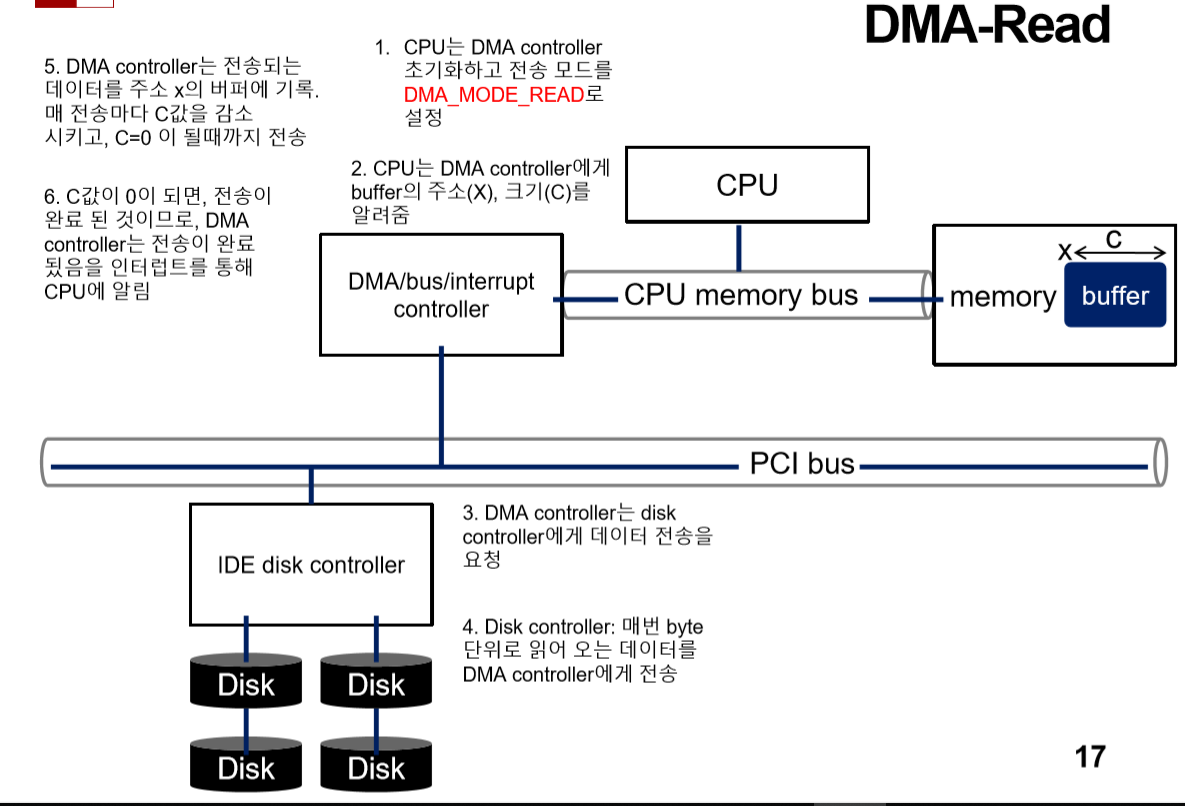 DMA-Read
1. CPU는 DMA controller
초기화하고 전송 모드를
DMA_MODE_READ로
설정
2. CPU는 DMA controller에게
buffer의 주소(X), 크기(C)를
알려줌
5. DMA controller는 전송되는
데이터를 주소 x의 버퍼에 기록.
매 전송마다 C값을 감소
시키고, C=0 이 될때까지 전송
6. C값이 0이 되면, 전송이
완료 된 것이므로, DMA
controller는 전송이 완료
됬음을 인터럽트를 통해
CPU에 알림
CPU
DMA/bus/interrupt
controller
CPU memory bus
memory
X
C
buffer
PCI bus
IDE disk controller
3. DMA controller는 disk
controller에게 데이터 전송을
요청
4. Disk controller: 매번 byte
단위로 읽어 오는 데이터를
DMA controller에게 전송
Disk
Disk
Disk
Disk
17